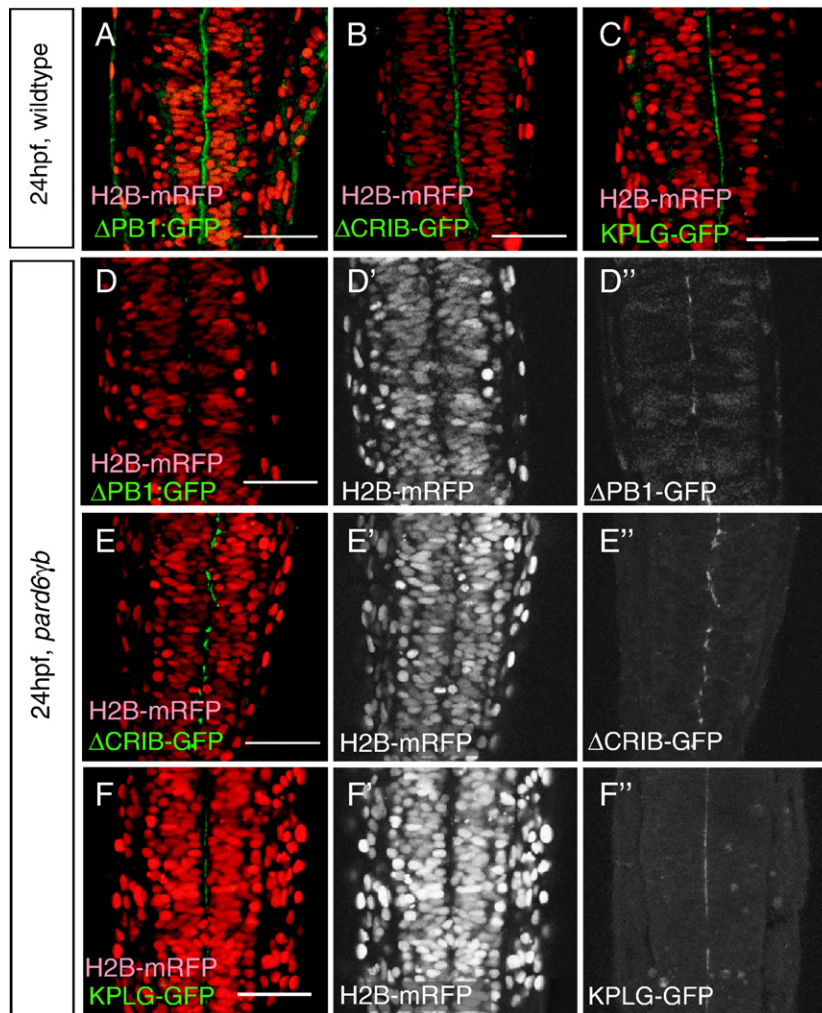 24hpf, wildtype
A
H2B-mRFP
ΔPB1:GFP
B
H2B-mRFP
ΔCRIB-GFP
C
H2B-mRFP
KPLG-GFP
24hpf, pard6γb
D
H2B-mRFP
ΔPB1:GFP
D'
H2B-mRFP
D''
ΔPB1-GFP
E
H2B-mRFP
ΔCRIB-GFP
E'
H2B-mRFP
E''
ΔCRIB-GFP
F
H2B-mRFP
KPLG-GFP
F'
H2B-mRFP
F''
KPLG-GFP